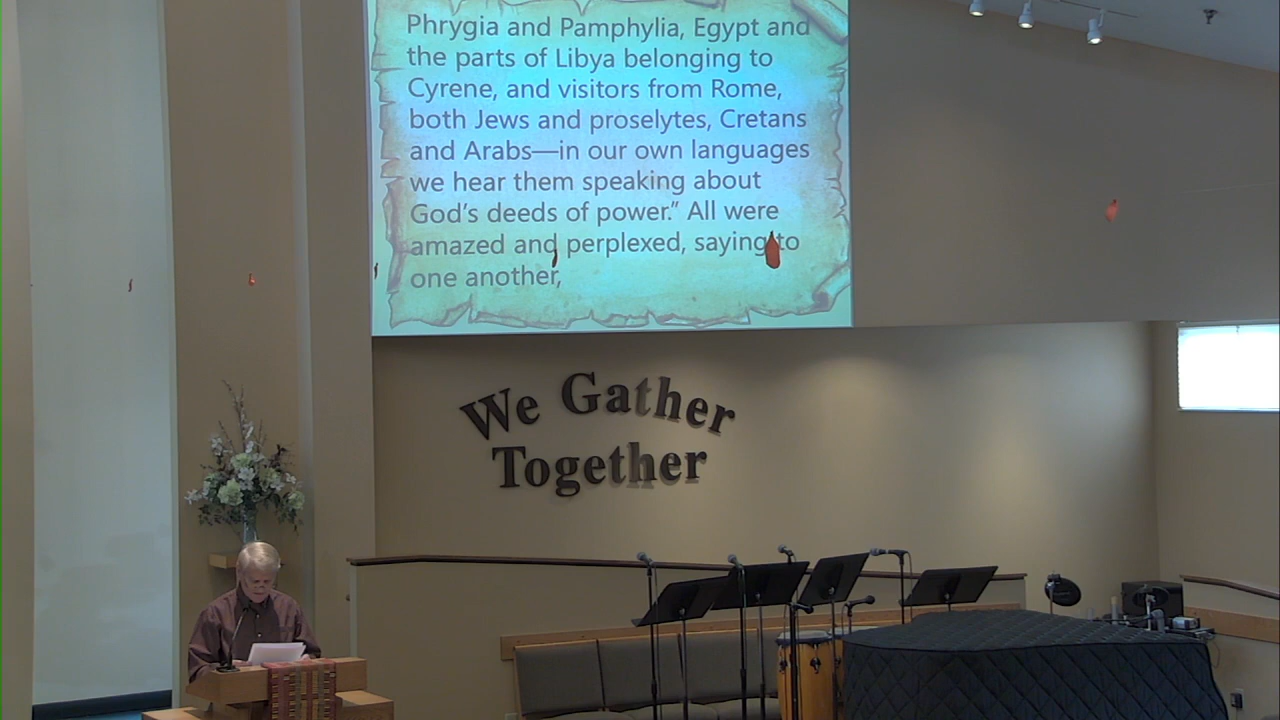 Phrygia and Pamphylia, Egypt and
the parts of Libya belonging to
Cyrene, and visitors from Rome,
both Jews and proselytes, Cretans
and Arabs—in our own languages
we hear them speaking about
God's deeds of power.” All were
amazed and perplexed, saying to
one another,
We Gather
Together